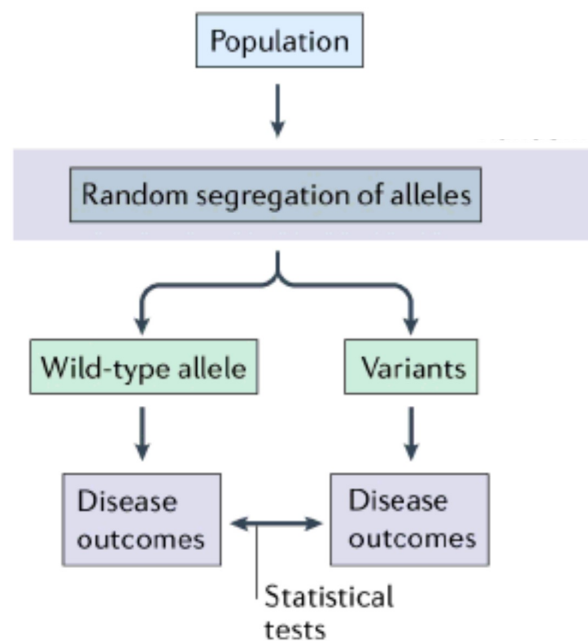 Population
Random segregation of alleles
Wild-type allele
Variants
Disease
outcomes
Disease
outcomes
Statistical
tests